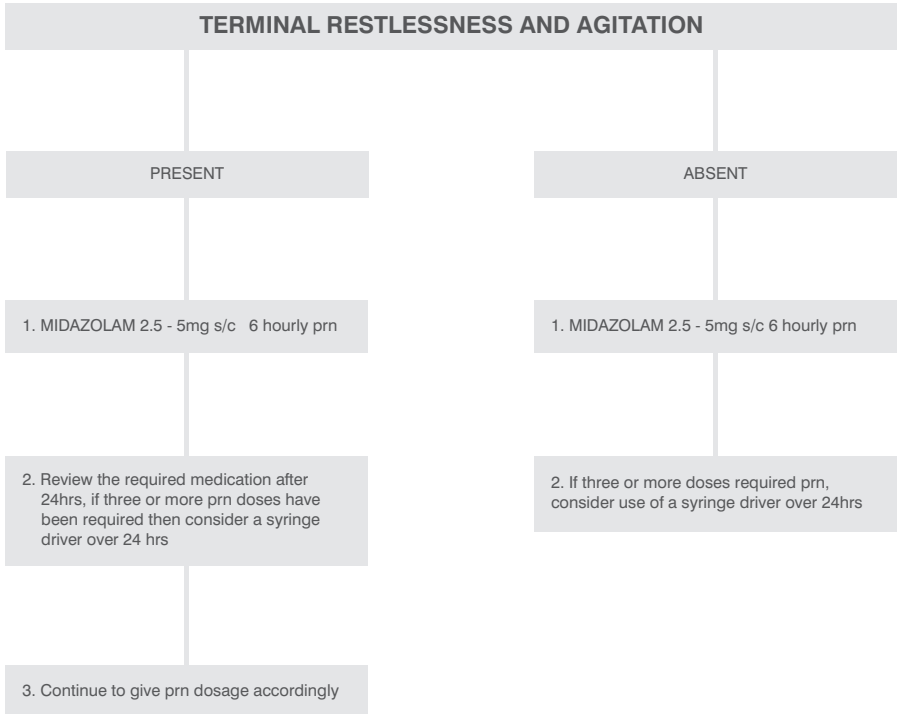 TERMINAL RESTLESSNESS AND AGITATION
PRESENT
1. MIDAZOLAM 2.5 - 5mg s/c 6 hourly prn
2. Review the required medication after
24hrs, if three or more prn doses have
been required then consider a syringe
driver over 24 hrs
3. Continue to give prn dosage accordingly
ABSENT
1. MIDAZOLAM 2.5 - 5mg s/c 6 hourly prn
2. If three or more doses required prn,
consider use of a syringe driver over 24hrs